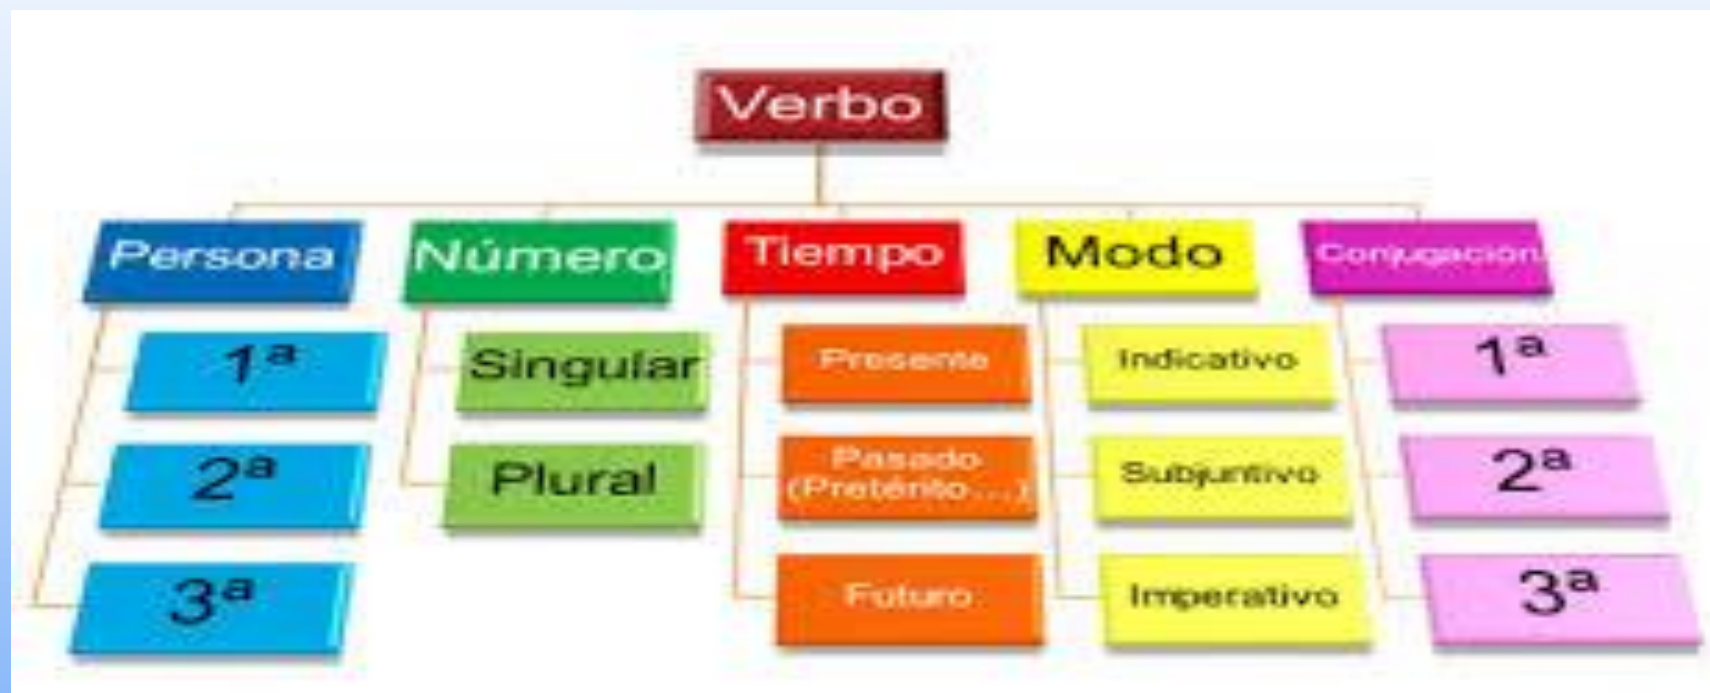 Verbo
Persona
Número
Tiempo
Modo
Conjugación
1ª
Singular
Presente
Indicativo
1ª
2ª
Plural
Pasado
(Pretérito...)
Subjuntivo
2ª
3ª
Futuro
Imperativo
3ª